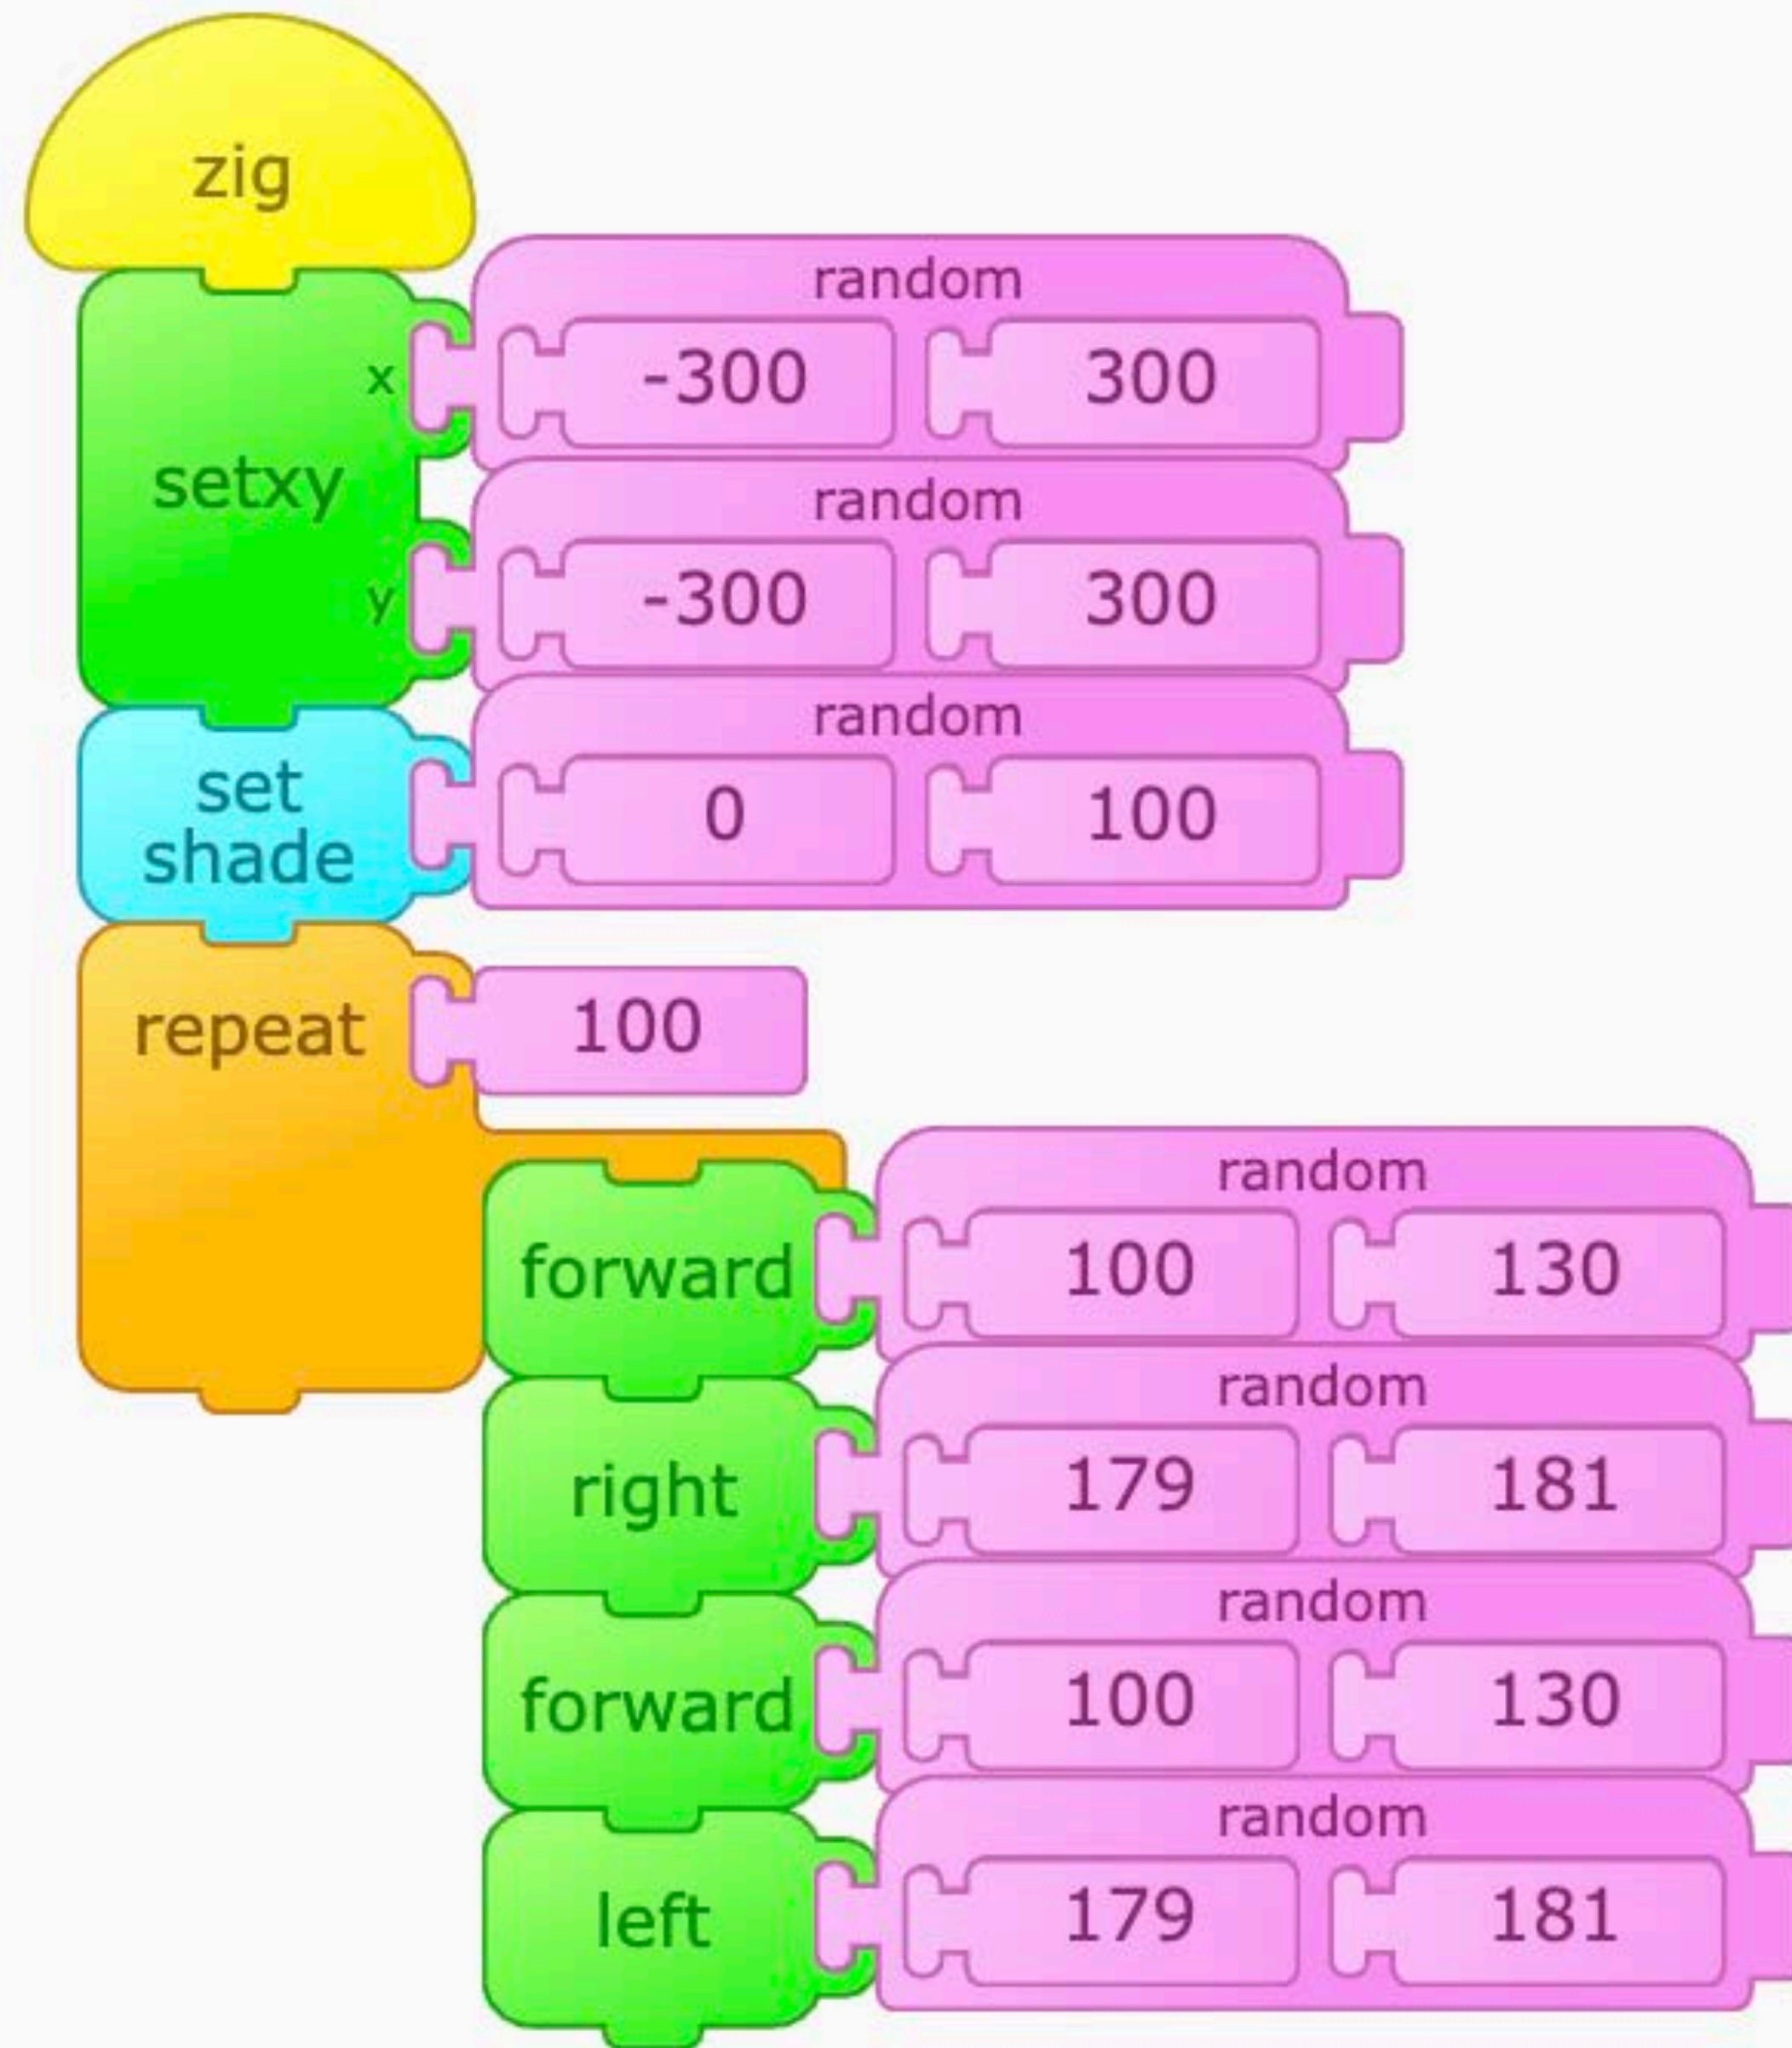 zig
random
x -300 300
setxy
random
y -300 300
random
set
shade
0 100
repeat 100
random
forward 100 130
random
right 179 181
random
forward 100 130
random
left 179 181